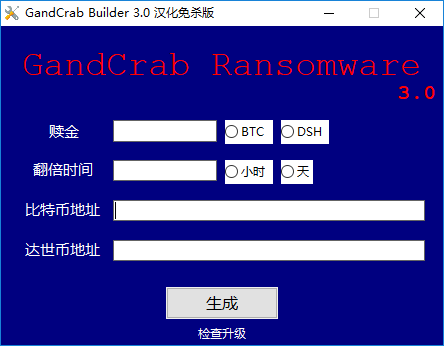 GandCrab Builder 3.0 汉化免杀版
GandCrab Ransomware
3.0
赎金 BTC DSH
翻倍时间 小时 天
比特币地址
达世币地址
生成
检查升级